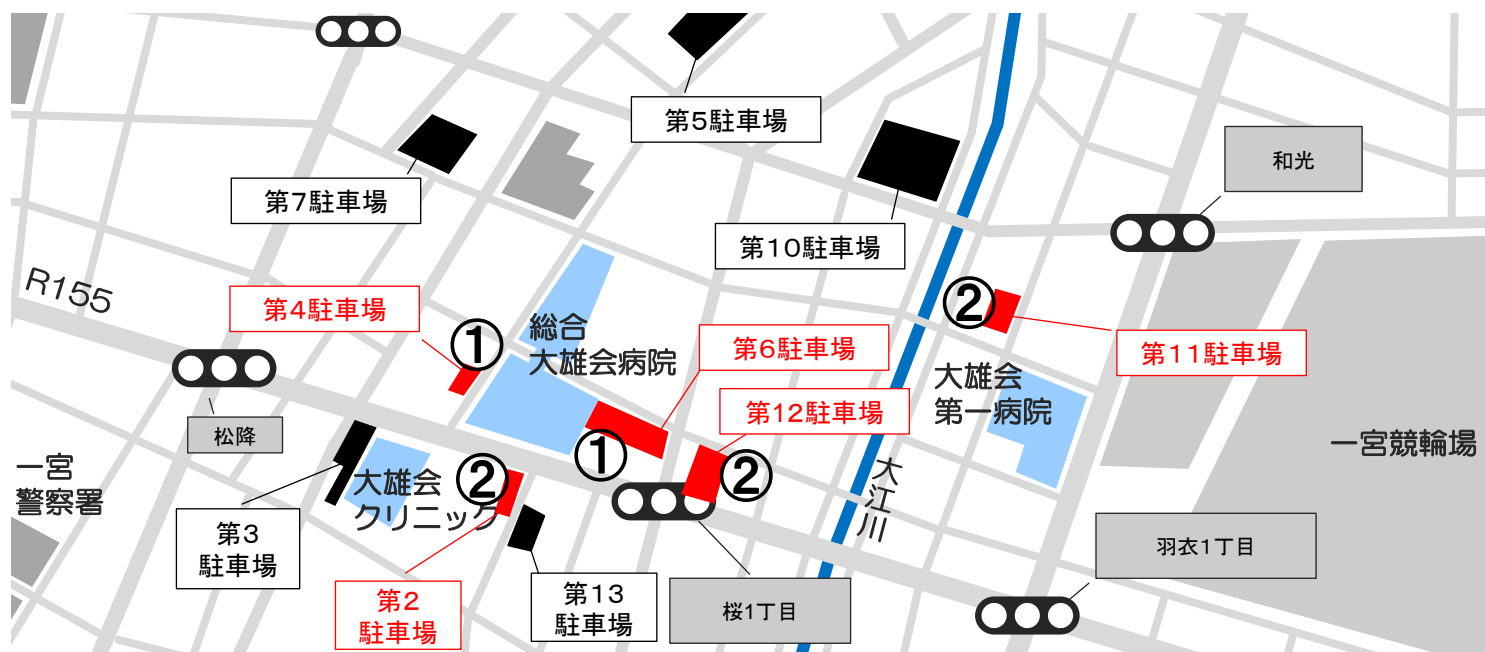 第5駐車場
和光
第7駐車場
第10駐車場
R155
第4駐車場
①
②
総合
大雄会病院
第6駐車場
第11駐車場
大雄会
第一病院
第12駐車場
松降
一宮競輪場
一宮
警察署
大雄会
クリニック
②
①
②
大江川
第3
駐車場
羽衣1丁目
第2
駐車場
第13
駐車場
桜1丁目